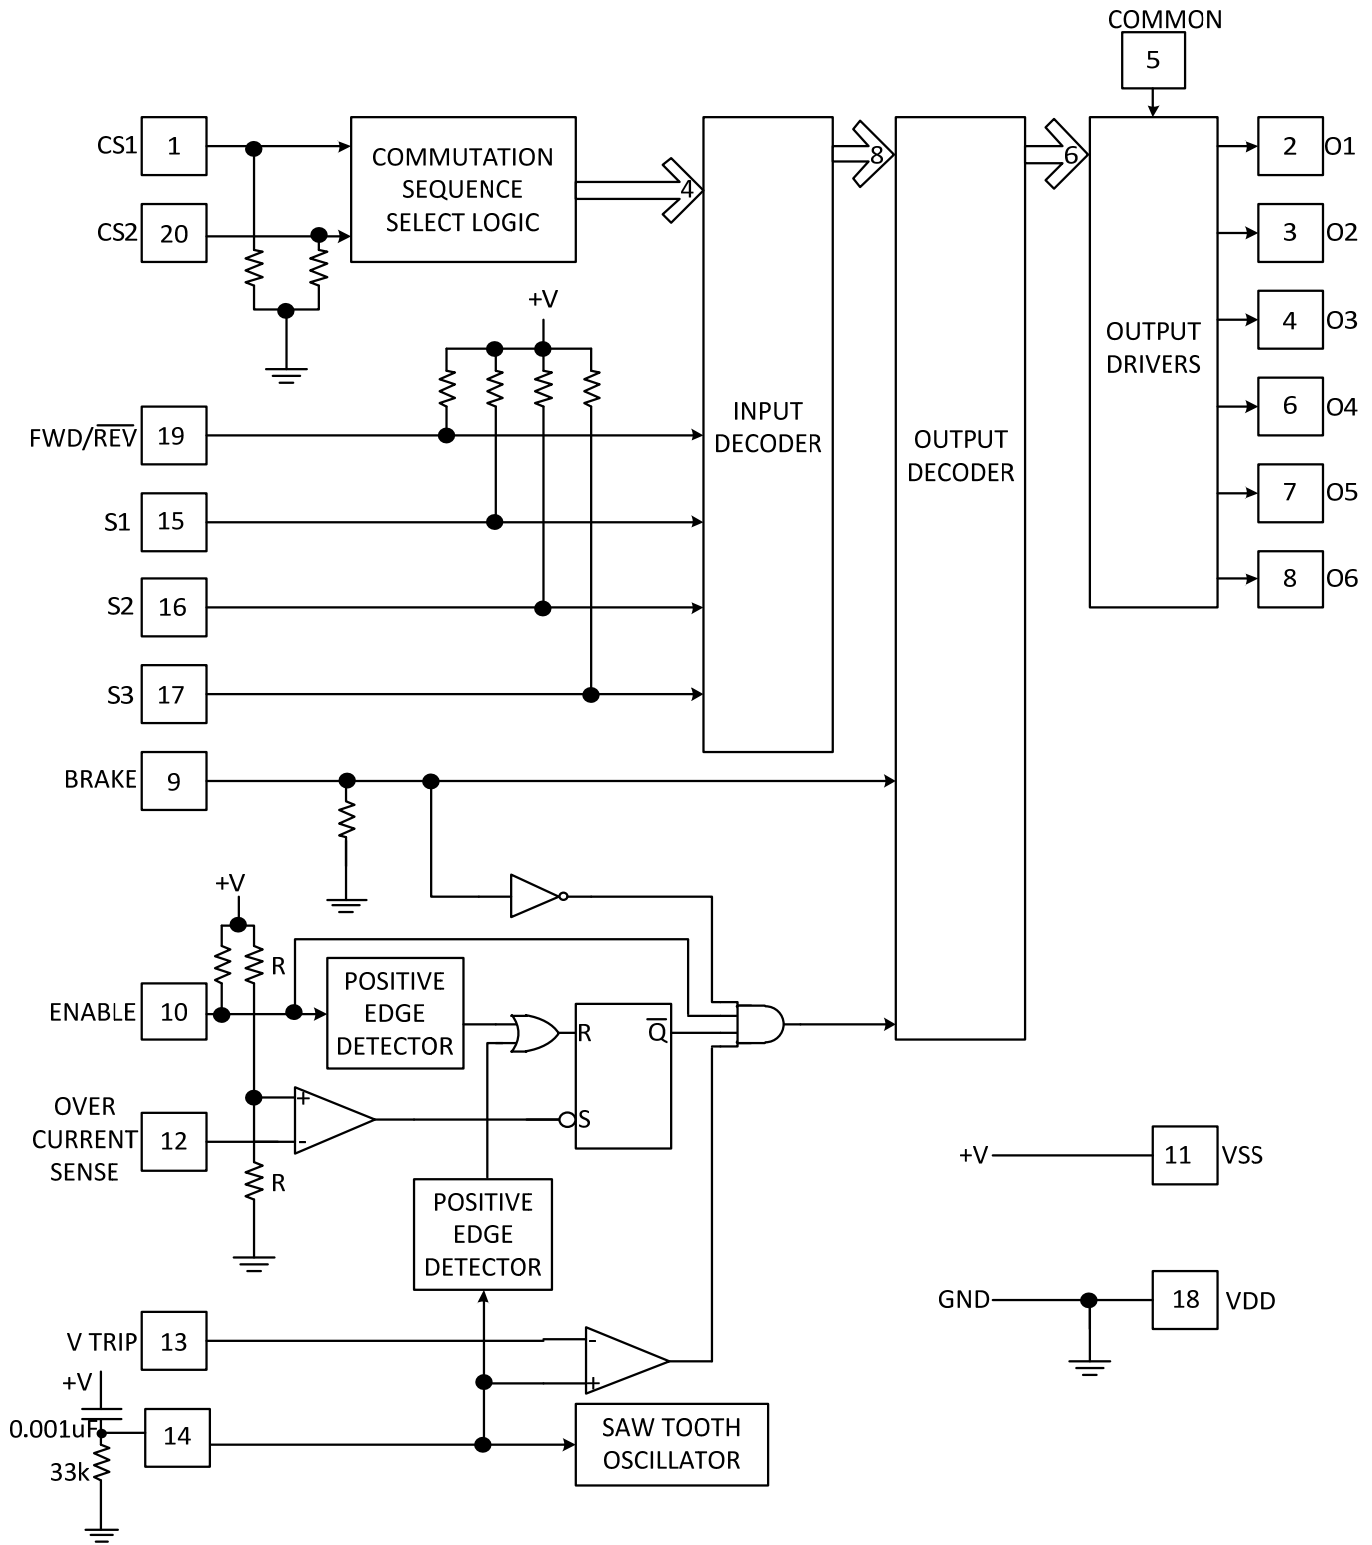 COMMON
5
CS1
1
COMMUTATION
SEQUENCE
SELECT LOGIC
4
CS2
20
INPUT
DECODER
8
OUTPUT
DECODER
6
OUTPUT
DRIVERS
2
O1
3
O2
4
O3
6
O4
7
O5
8
O6
+V
FWD/R̅E̅V̅
19
S1
15
S2
16
S3
17
BRAKE
9
+V
R
ENABLE
10
POSITIVE
EDGE
DETECTOR
R
Q̅
S
OVER
CURRENT
SENSE
12
+
-
R
POSITIVE
EDGE
DETECTOR
+V
11
VSS
GND
18
VDD
V TRIP
13
-
+
+V
0.001uF
14
33k
SAW TOOTH
OSCILLATOR